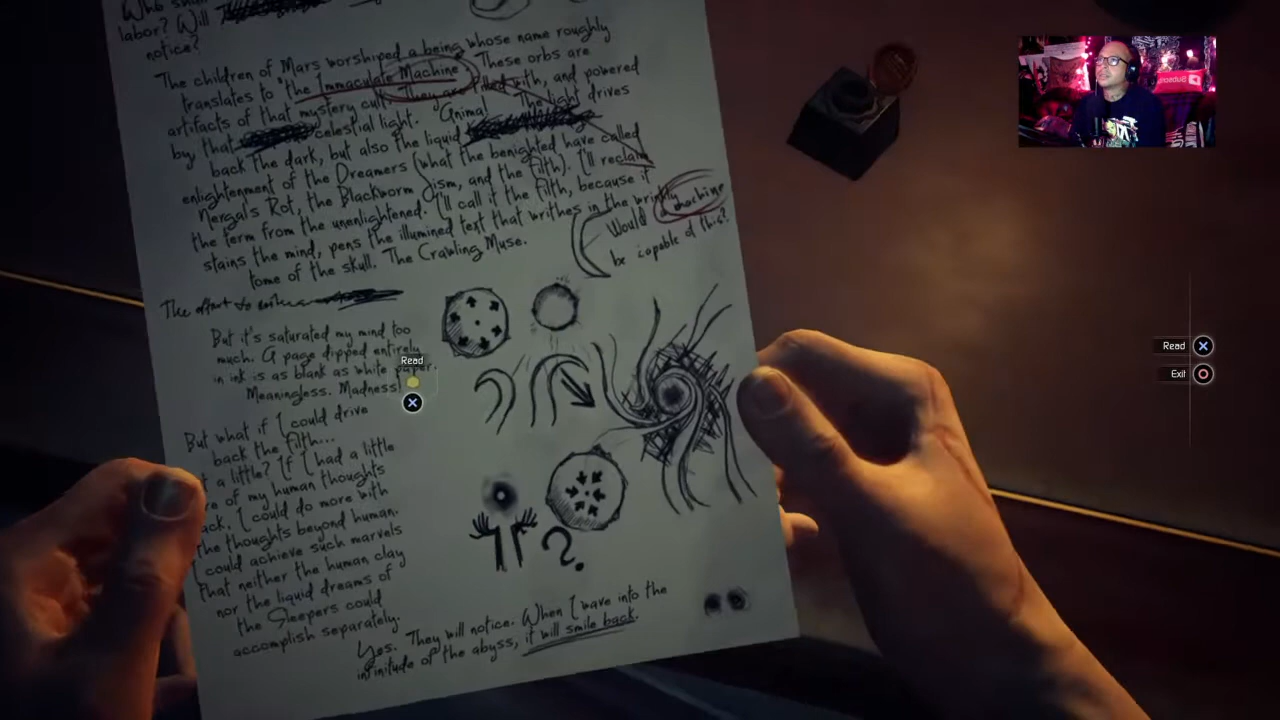 labor? Will
notice?
The children of Mars worshiped a being whose name roughly
translates to "the Immaculate Machine". These orbs are
artifacts of that mystery cult. They are filled with, and powered
by, that celestial light. Anima! The light drives
back the dark, but also the liquid
enlightenment of the Dreamers (what the benighted have called
Nergal's Rot, the Blackworm ism, and the Filth). I'll reclaim
the term from the unenlightened. I'll call it the Filth, because it
stains the mind, pens the illumined text that writhes in the wrinkly
tome of the skull. The Crawling Muse.
Would a machine
be capable of this?
The effort to
But it's saturated my mind too
much. A page dipped entirely
in ink is as blank as white paper.
Meaningless. Madness!
Read
But what if I could drive
back the filth...
a little? If I had a little
of my human thoughts
I could do more with
the thoughts beyond human.
I could achieve such marvels
that neither the human clay
nor the liquid dreams of
the Sleepers could
accomplish separately.
?
Yes. They will notice. When I wave into the
infinitude of the abyss, it will smile back.
Read
Exit